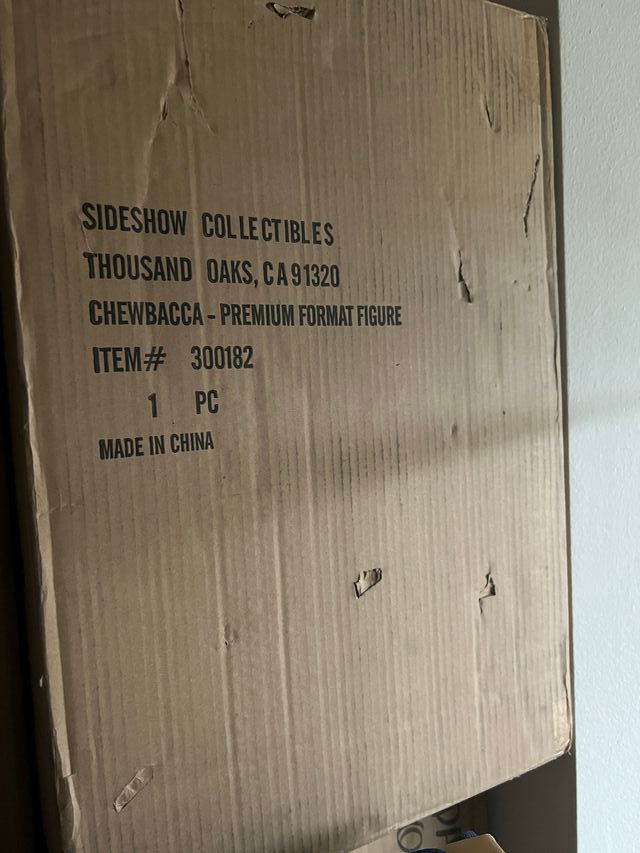 SIDESHOW COLLECTIBLES
THOUSAND OAKS, CA 91320
CHEWBACCA - PREMIUM FORMAT FIGURE
ITEM# 300182
1 PC
MADE IN CHINA